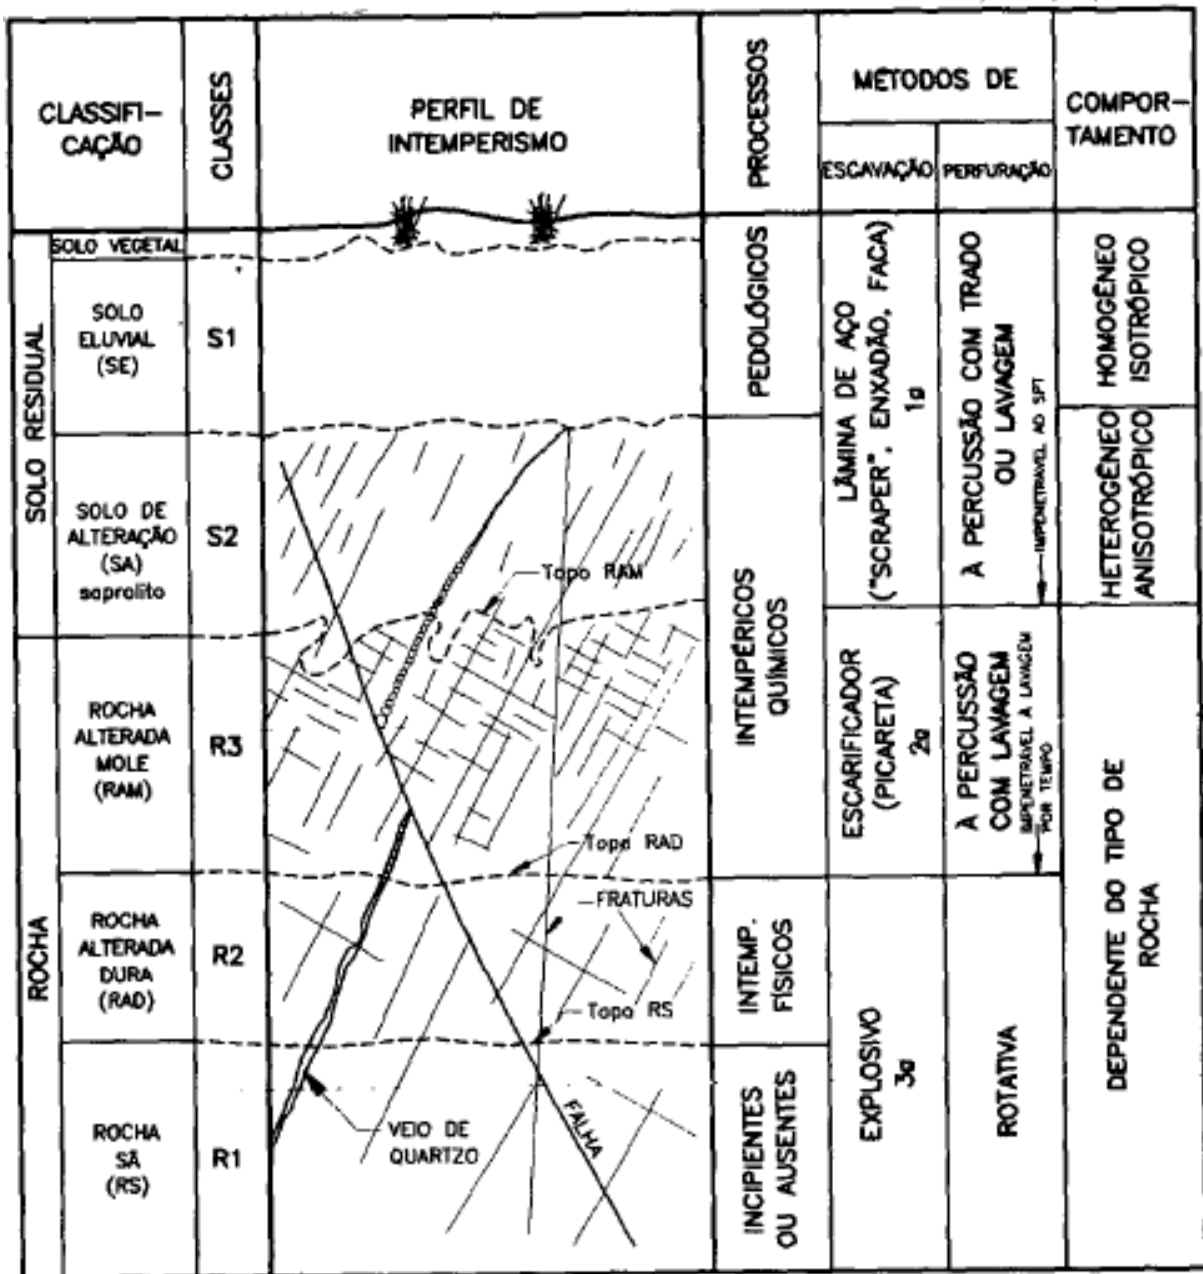 CLASSIFI-
CAÇÃO
CLASSES
PERFIL DE
INTEMPERISMO
PROCESSOS
MÉTODOS DE
ESCAVAÇÃO
PERFURAÇÃO
COMPOR-
TAMENTO
SOLO RESIDUAL
SOLO VEGETAL
SOLO
ELUVIAL
(SE)
S1
PEDOLÓGICOS
LÂMINA DE AÇO
("SCRAPER", ENXADÃO, FACA)
1ª
À PERCUSSÃO COM TRADO
OU LAVAGEM
IMPENETRÁVEL AO SPT
HOMOGÊNEO
ISOTRÓPICO
SOLO DE
ALTERAÇÃO
(SA)
saprolito
S2
Topo RAM
INTEMPÉRICOS
QUÍMICOS
HETEROGÊNEO
ANISOTRÓPICO
ROCHA
ROCHA
ALTERADA
MOLE
(RAM)
R3
Topo RAD
ESCARIFICADOR
(PICARETA)
2ª
À PERCUSSÃO
COM LAVAGEM
IMPENETRÁVEL À LAVAGEM
POR TEMPO
DEPENDENTE DO TIPO DE
ROCHA
ROCHA
ALTERADA
DURA
(RAD)
R2
FRATURAS
Topo RS
INTEMP.
FÍSICOS
EXPLOSIVO
3ª
ROTATIVA
ROCHA
SÃ
(RS)
R1
VEIO DE
QUARTZO
FALHA
INCIPIENTES
OU AUSENTES